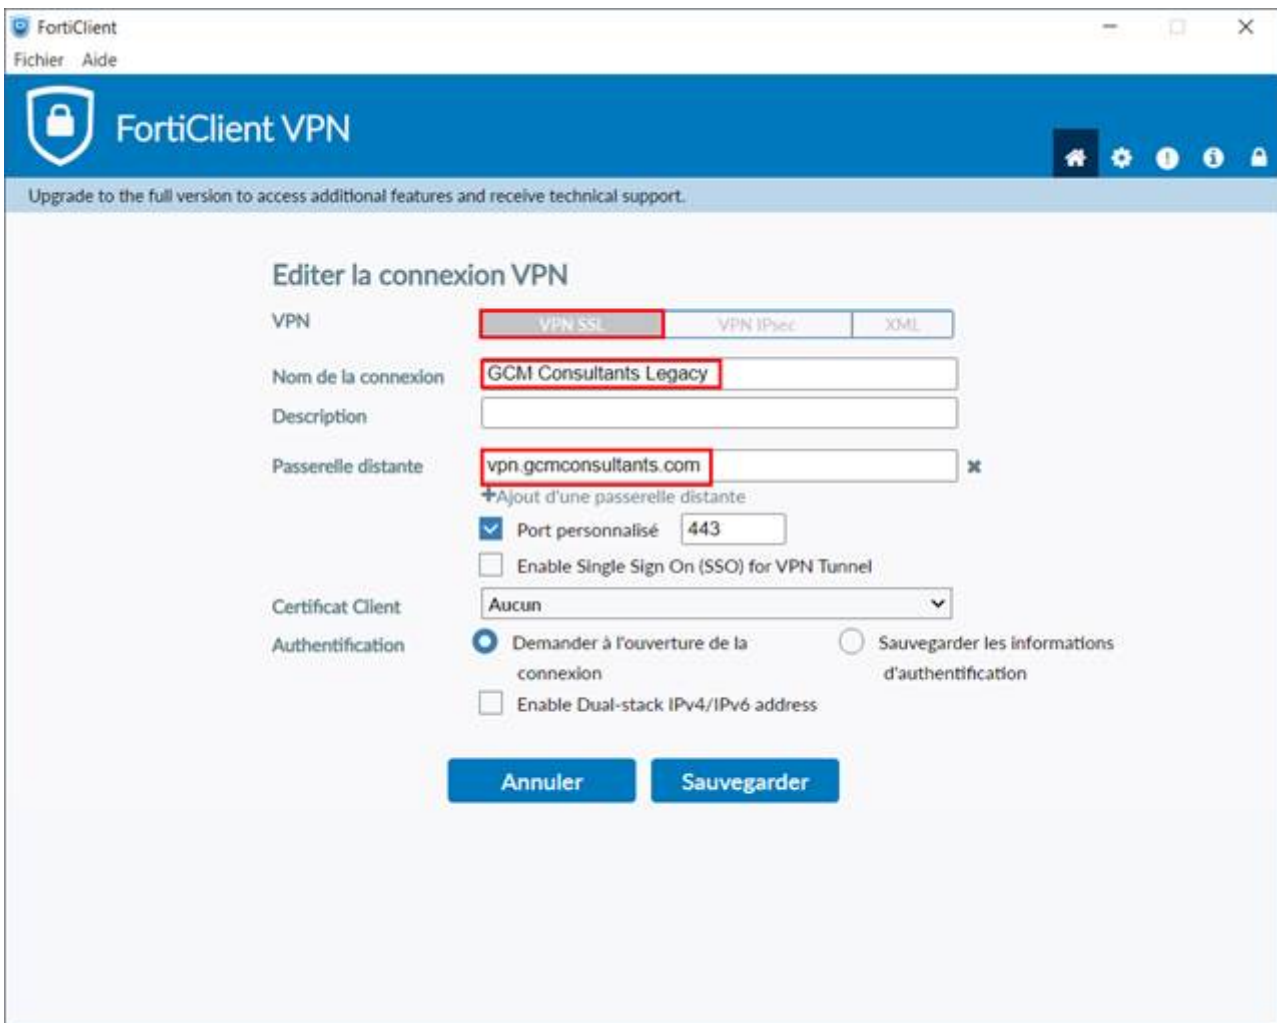 FortiClient
Fichier Aide
FortiClient VPN
Upgrade to the full version to access additional features and receive technical support.
Editer la connexion VPN
VPN VPN SSL VPN IPsec XML
Nom de la connexion GCM Consultants Legacy
Description
Passerelle distante vpn.gcmconsultants.com
+Ajout d'une passerelle distante
Port personnalisé 443
Enable Single Sign On (SSO) for VPN Tunnel
Certificat Client Aucun
Authentification Demander à l'ouverture de la connexion Sauvegarder les informations d'authentification
Enable Dual-stack IPv4/IPv6 address
Annuler Sauvegarder